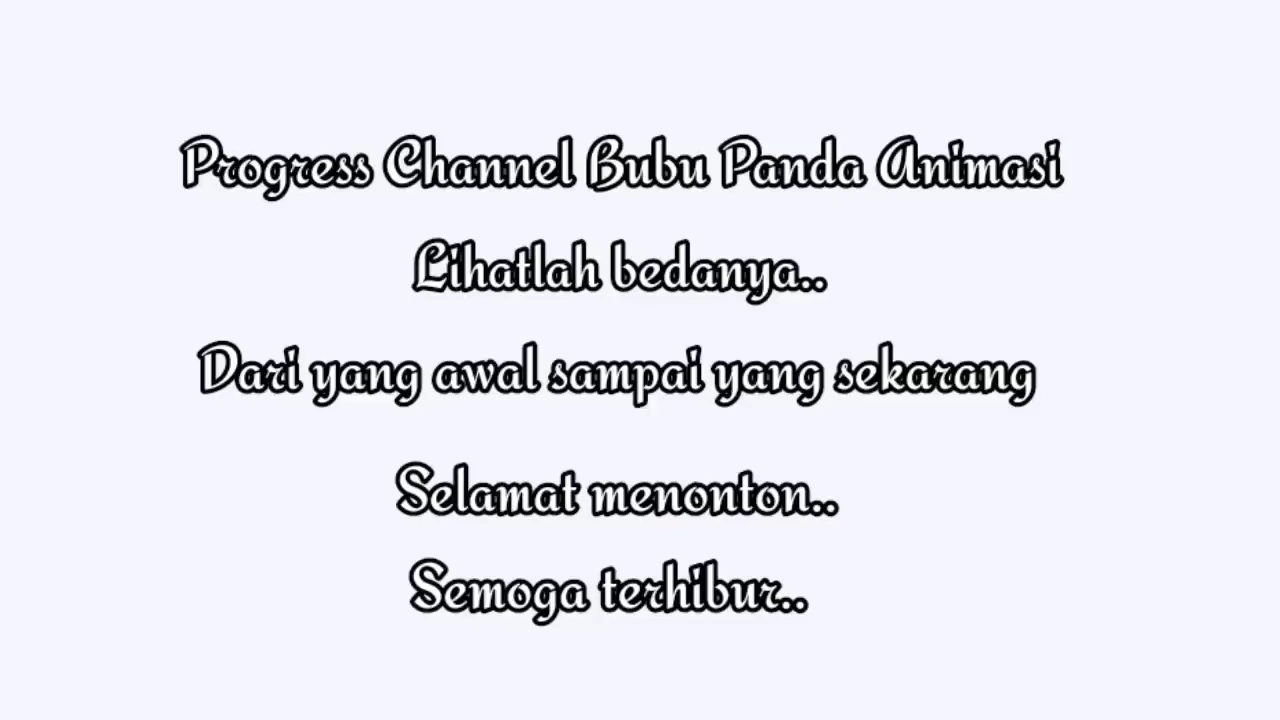 Progress Channel Bubu Panda Animasi
Lihatlah bedanya..
Dari yang awal sampai yang sekarang
Selamat menonton..
Semoga terhibur..